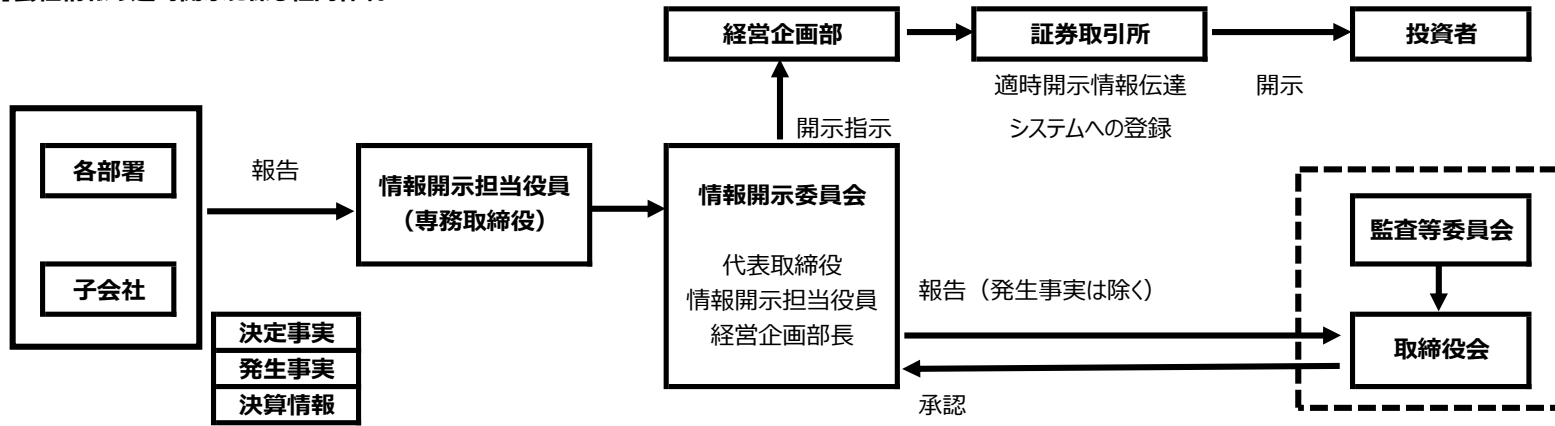 経営企画部
証券取引所
投資者
適時開示情報伝達
システムへの登録
開示
開示指示
各部署
子会社
報告
情報開示担当役員
（専務取締役）
情報開示委員会
代表取締役
情報開示担当役員
経営企画部長
監査等委員会
報告（発生事実は除く）
取締役会
承認
決定事実
発生事実
決算情報